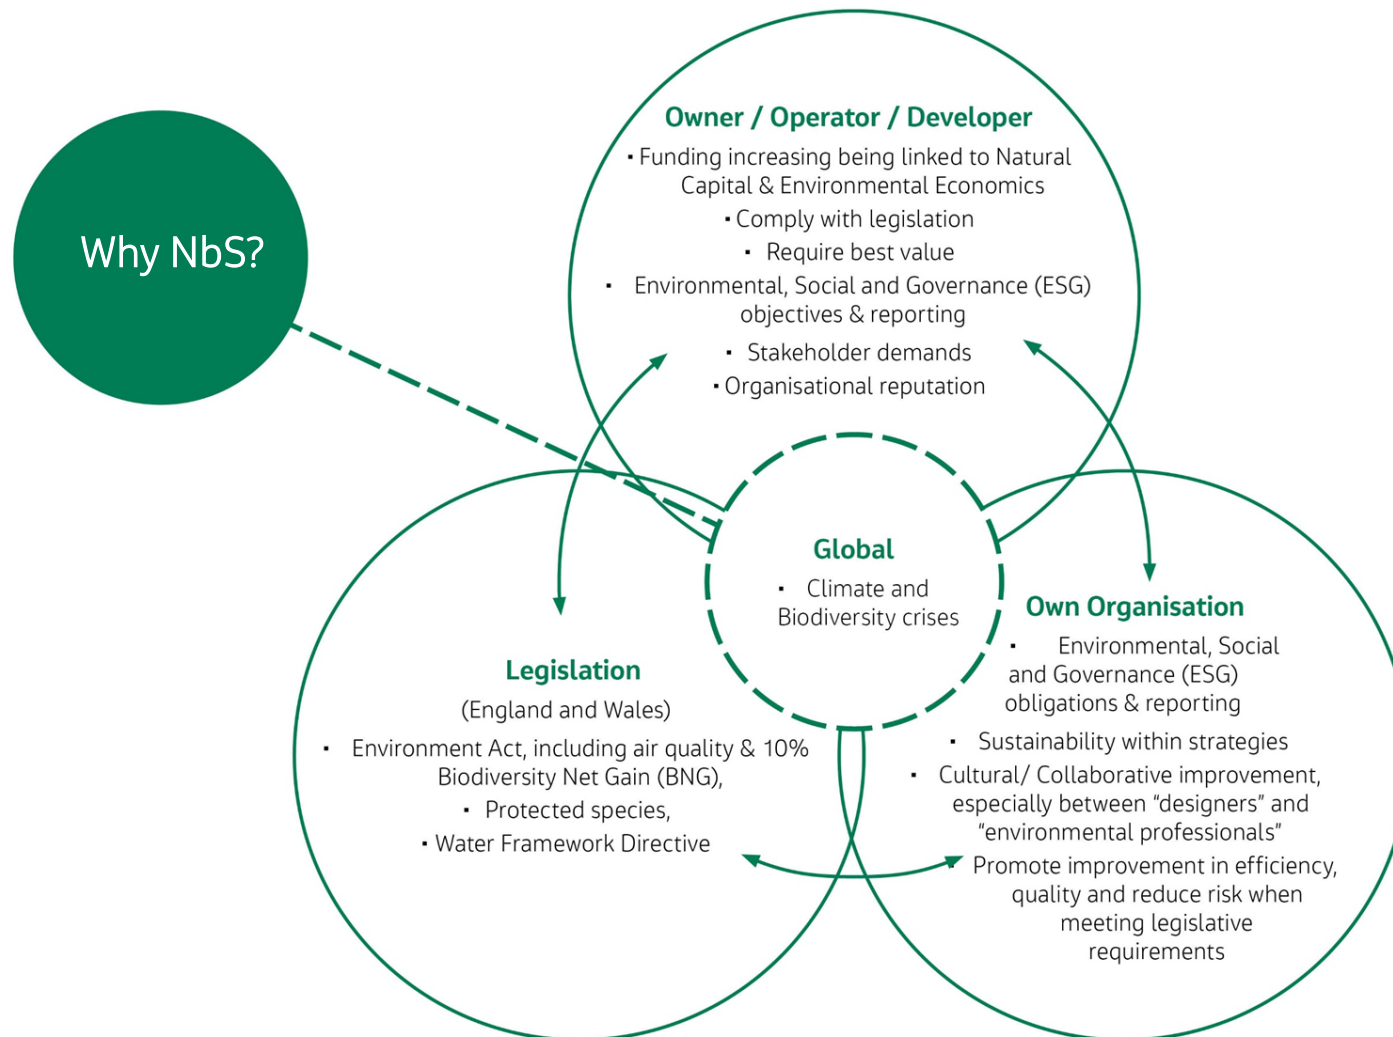 Why NbS?
Owner / Operator / Developer
▪ Funding increasing being linked to Natural
Capital & Environmental Economics
▪ Comply with legislation
▪ Require best value
▪ Environmental, Social and Governance (ESG)
objectives & reporting
▪ Stakeholder demands
▪ Organisational reputation
Global
▪ Climate and
Biodiversity crises
Legislation
(England and Wales)
▪ Environment Act, including air quality & 10%
Biodiversity Net Gain (BNG),
▪ Protected species,
▪ Water Framework Directive
Own Organisation
▪ Environmental, Social
and Governance (ESG)
obligations & reporting
▪ Sustainability within strategies
▪ Cultural/ Collaborative improvement,
especially between “designers” and
“environmental professionals”
▪ Promote improvement in efficiency,
quality and reduce risk when
meeting legislative
requirements